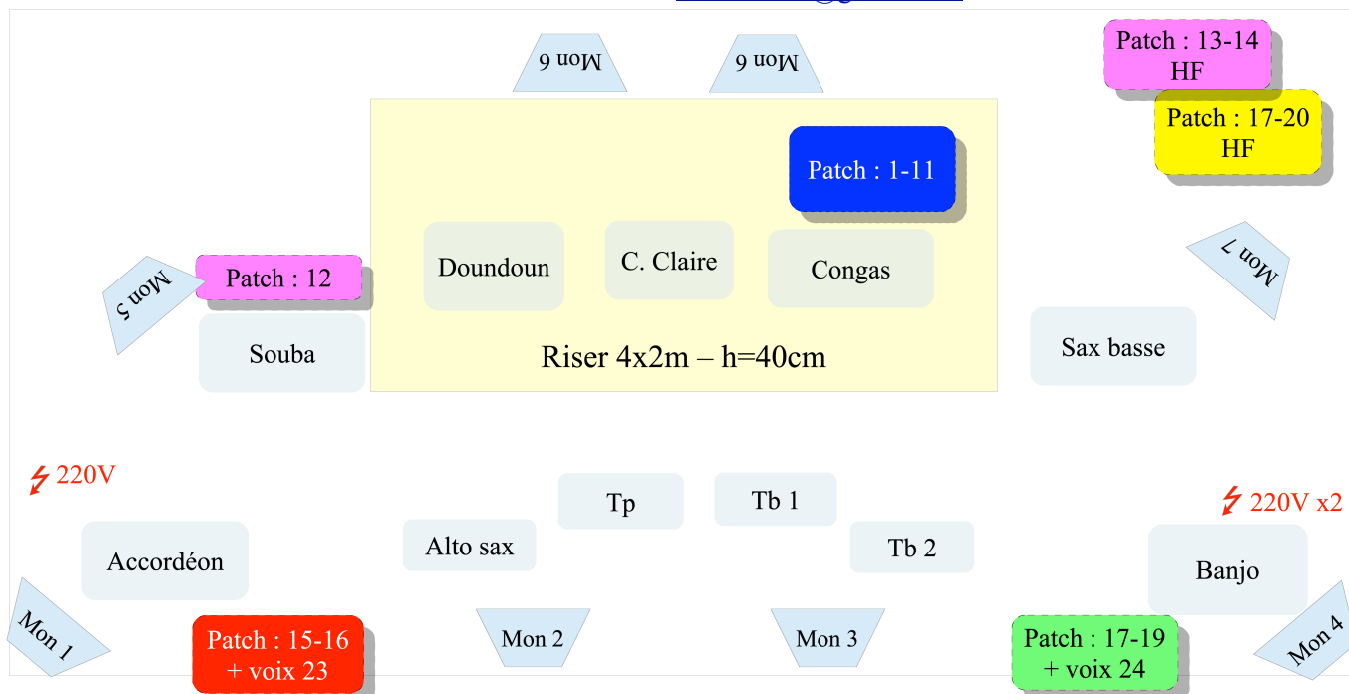 Mon 6
Mon 6
Patch : 13-14
HF
Patch : 17-20
HF
Patch : 1-11
Doundoun
C. Claire
Congas
Mon 7
Mon 5
Patch : 12
Souba
Sax basse
Riser 4x2m – h=40cm
220V
Tp
Tb 1
220V x2
Accordéon
Alto sax
Tb 2
Banjo
Mon 1
Patch : 15-16
+ voix 23
Mon 2
Mon 3
Patch : 17-19
+ voix 24
Mon 4